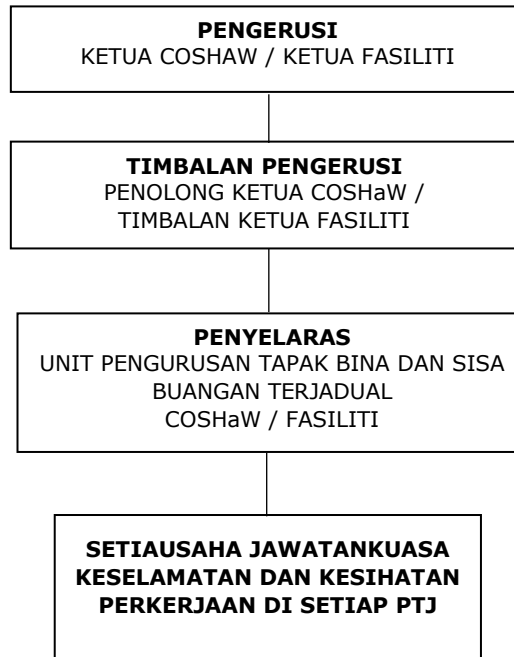 PENGERUSI
KETUA COSHAW / KETUA FASILITI
TIMBALAN PENGERUSI
PENOLONG KETUA COSHaW /
TIMBALAN KETUA FASILITI
PENYELARAS
UNIT PENGURUSAN TAPAK BINA DAN SISA
BUANGAN TERJADUAL
COSHaW / FASILITI
SETIAUSAHA JAWATANKUASA
KESELAMATAN DAN KESIHATAN
PERKERJAAN DI SETIAP PTJ